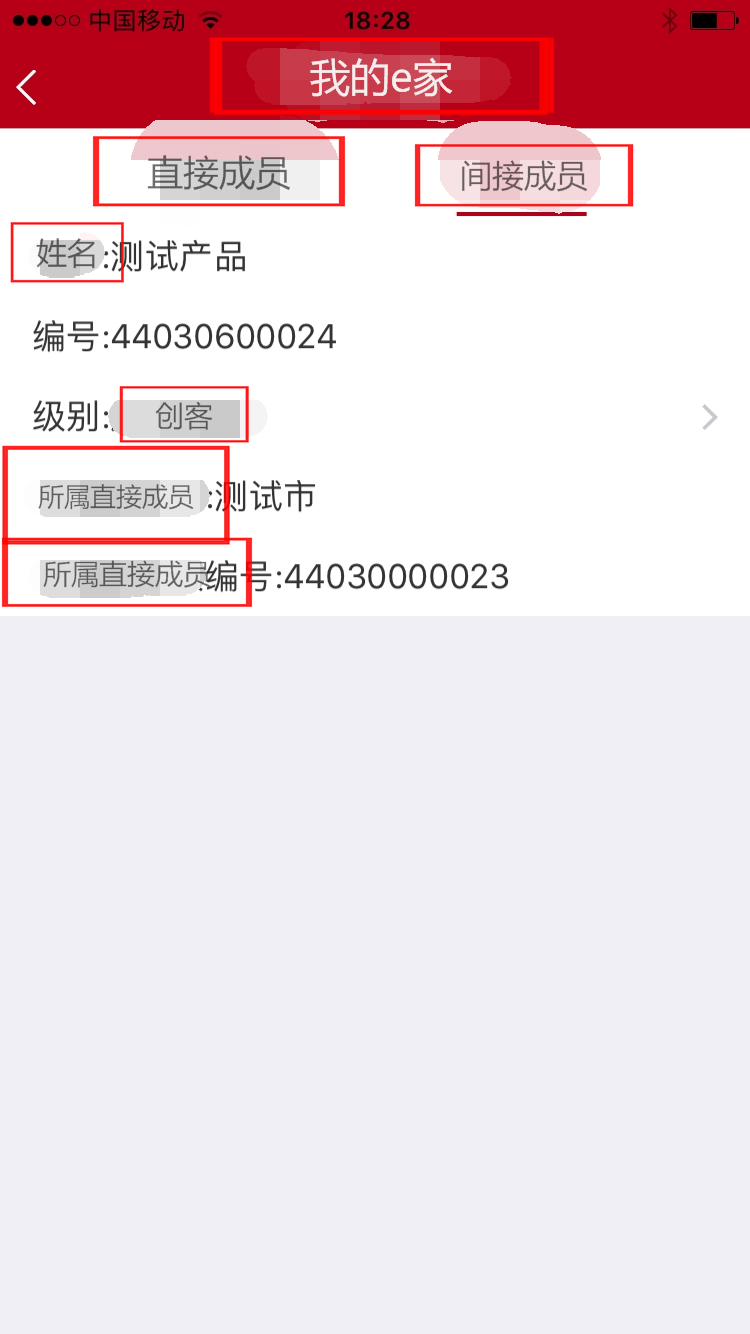 中国移动 18:28
我的e家
直接成员 间接成员
姓名:测试产品
编号:44030600024
级别: 创客
所属直接成员:测试市
所属直接成员编号:44030000023